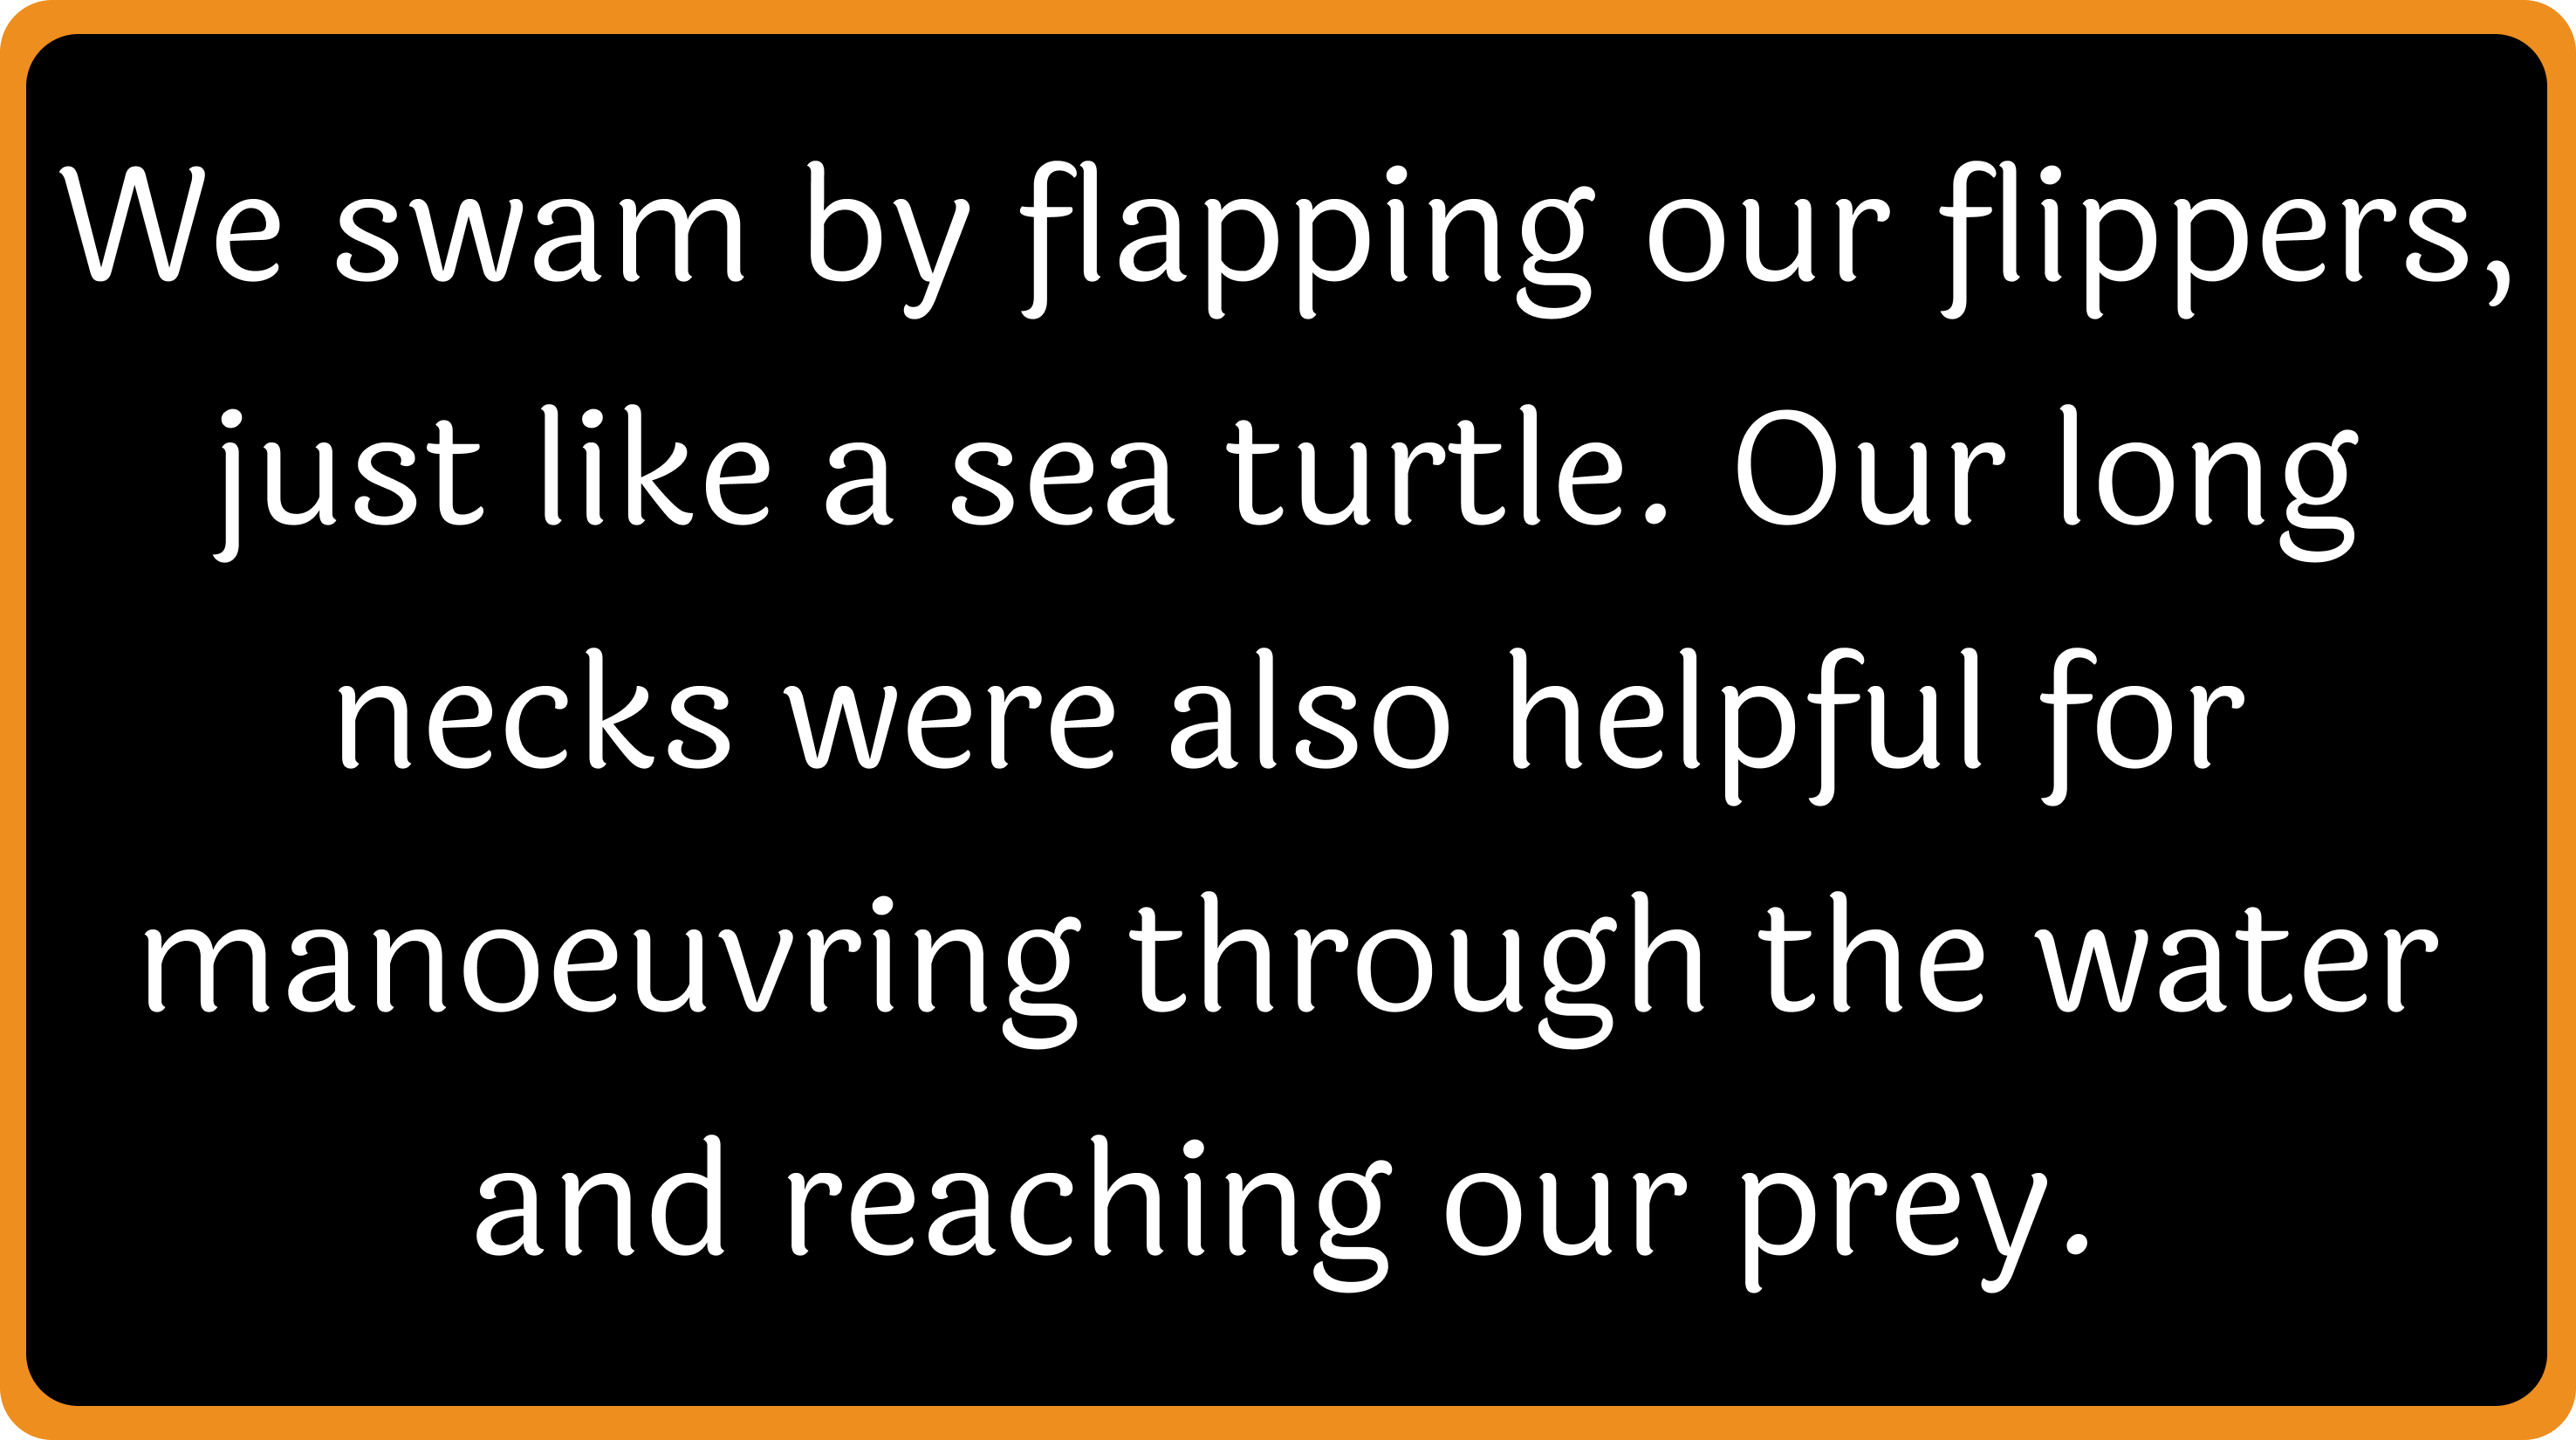 We swam by flapping our flippers,
just like a sea turtle. Our long
necks were also helpful for
manoeuvring through the water
and reaching our prey.